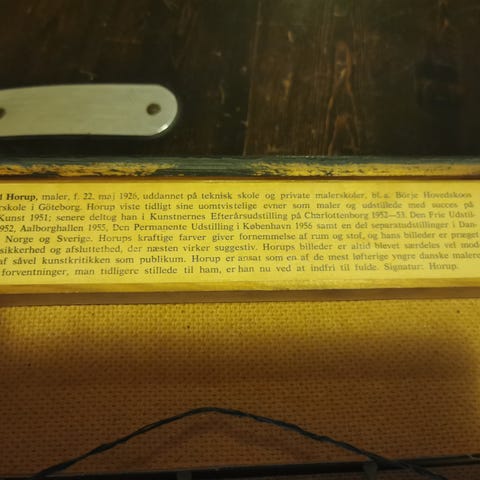 l Horup, maler, f. 22. maj 1926, uddannet på teknisk skole og private malerskoler, bl. a. Börje Hovedskoos
rskole i Göteborg. Horup viste tidligt sine uomtvistelige evner som maler og udstillede med succes på
Kunst 1951; senere deltog han i Kunstnernes Efterårsudstilling på Charlottenborg 1952—53, Den Frie Udstil-
952, Aalborghallen 1955, Den Permanente Udstilling i København 1956 samt en del separatudstillinger i Dan-
Norge og Sverige. Horups kraftige farver giver fornemmelse af rum og stof, og hans billeder er præget
sikkerhed og afsluttethed, der næsten virker suggestiv. Horups billeder er altid blevet særdeles vel mod-
af såvel kunstkritikken som publikum. Horup er ansat som en af de mest løfterige yngre danske malere
forventninger, man tidligere stillede til ham, er han nu ved at indfri til fulde. Signatur: Horup.